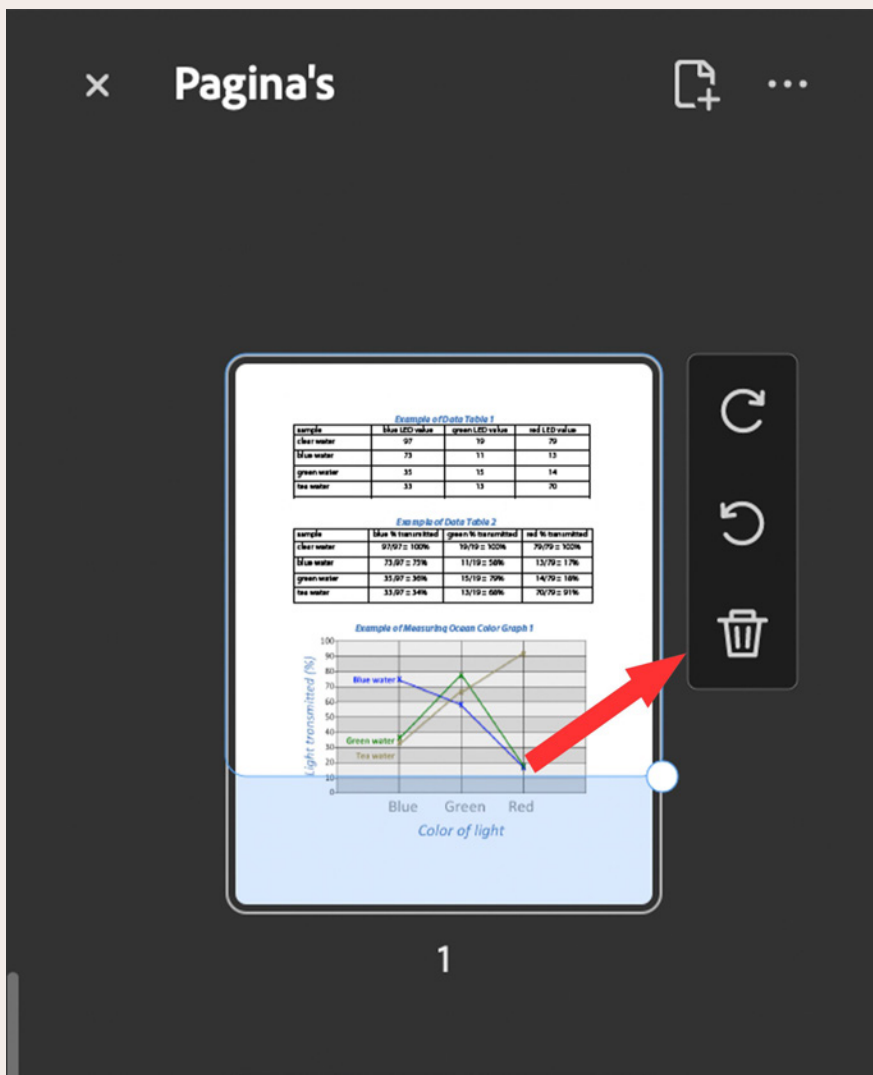 Pagina's
Example of Data Table 1
sample blue LED value green LED value red LED value
clear water 97 19 79
blue water 73 11 13
green water 35 15 14
tea water 33 13 70
Example of Data Table 2
sample blue % transmitted green % transmitted red % transmitted
clear water 97/97 = 100% 19/19 = 100% 79/79 = 100%
blue water 73/97 = 75% 11/19 = 58% 13/79 = 17%
green water 35/97 = 36% 15/19 = 79% 14/79 = 18%
tea water 33/97 = 34% 13/19 = 68% 70/79 = 91%
Example of Measuring Ocean Color Graph 1
Light transmitted (%)
100
90
80
70
60
50
40
30
20
10
0
Blue water
Green water
Tea water
Blue Green Red
Color of light
1